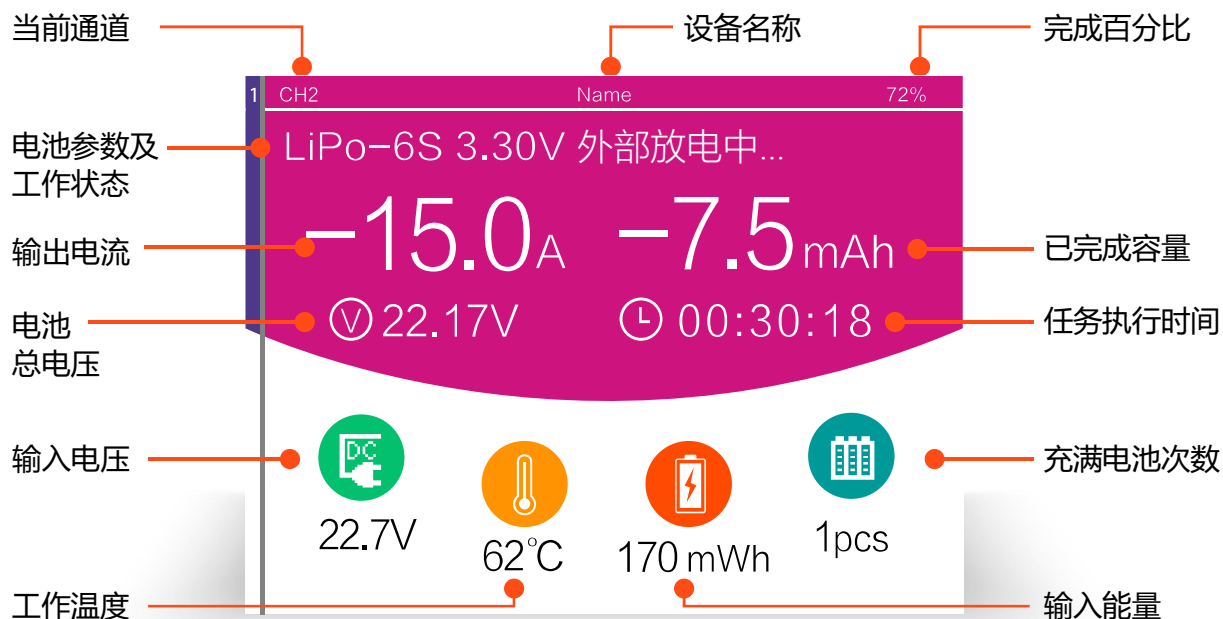 当前通道
设备名称
完成百分比
1 CH2 Name 72%
电池参数及
工作状态
LiPo-6S 3.30V 外部放电中...
输出电流
-15.0A -7.5mAh
已完成容量
电池
总电压
V 22.17V 00:30:18
任务执行时间
输入电压
DC
充满电池次数
22.7V
62℃
170 mWh
1pcs
工作温度
输入能量